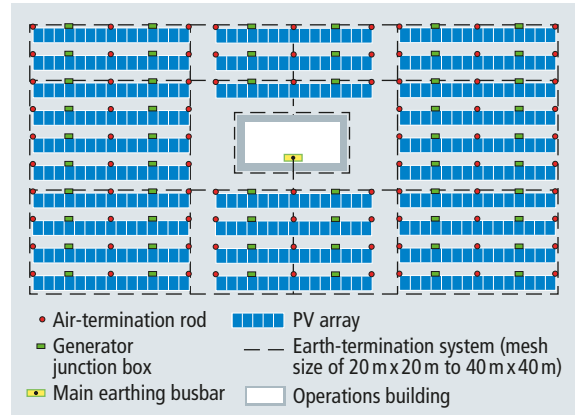 Air-termination rod
PV array
Generator
junction box
Earth-termination system (mesh
size of 20 m x 20 m to 40 m x 40 m)
Main earthing busbar
Operations building